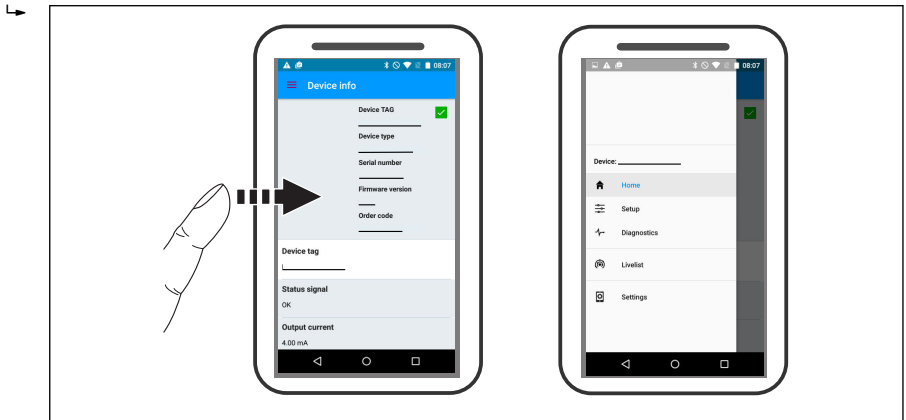 08:07
Device info
Device TAG
Device type
Serial number
Firmware version
Order code
Device tag
Status signal
OK
Output current
4.00 mA
08:07
Device:
Home
Setup
Diagnostics
Livelist
Settings